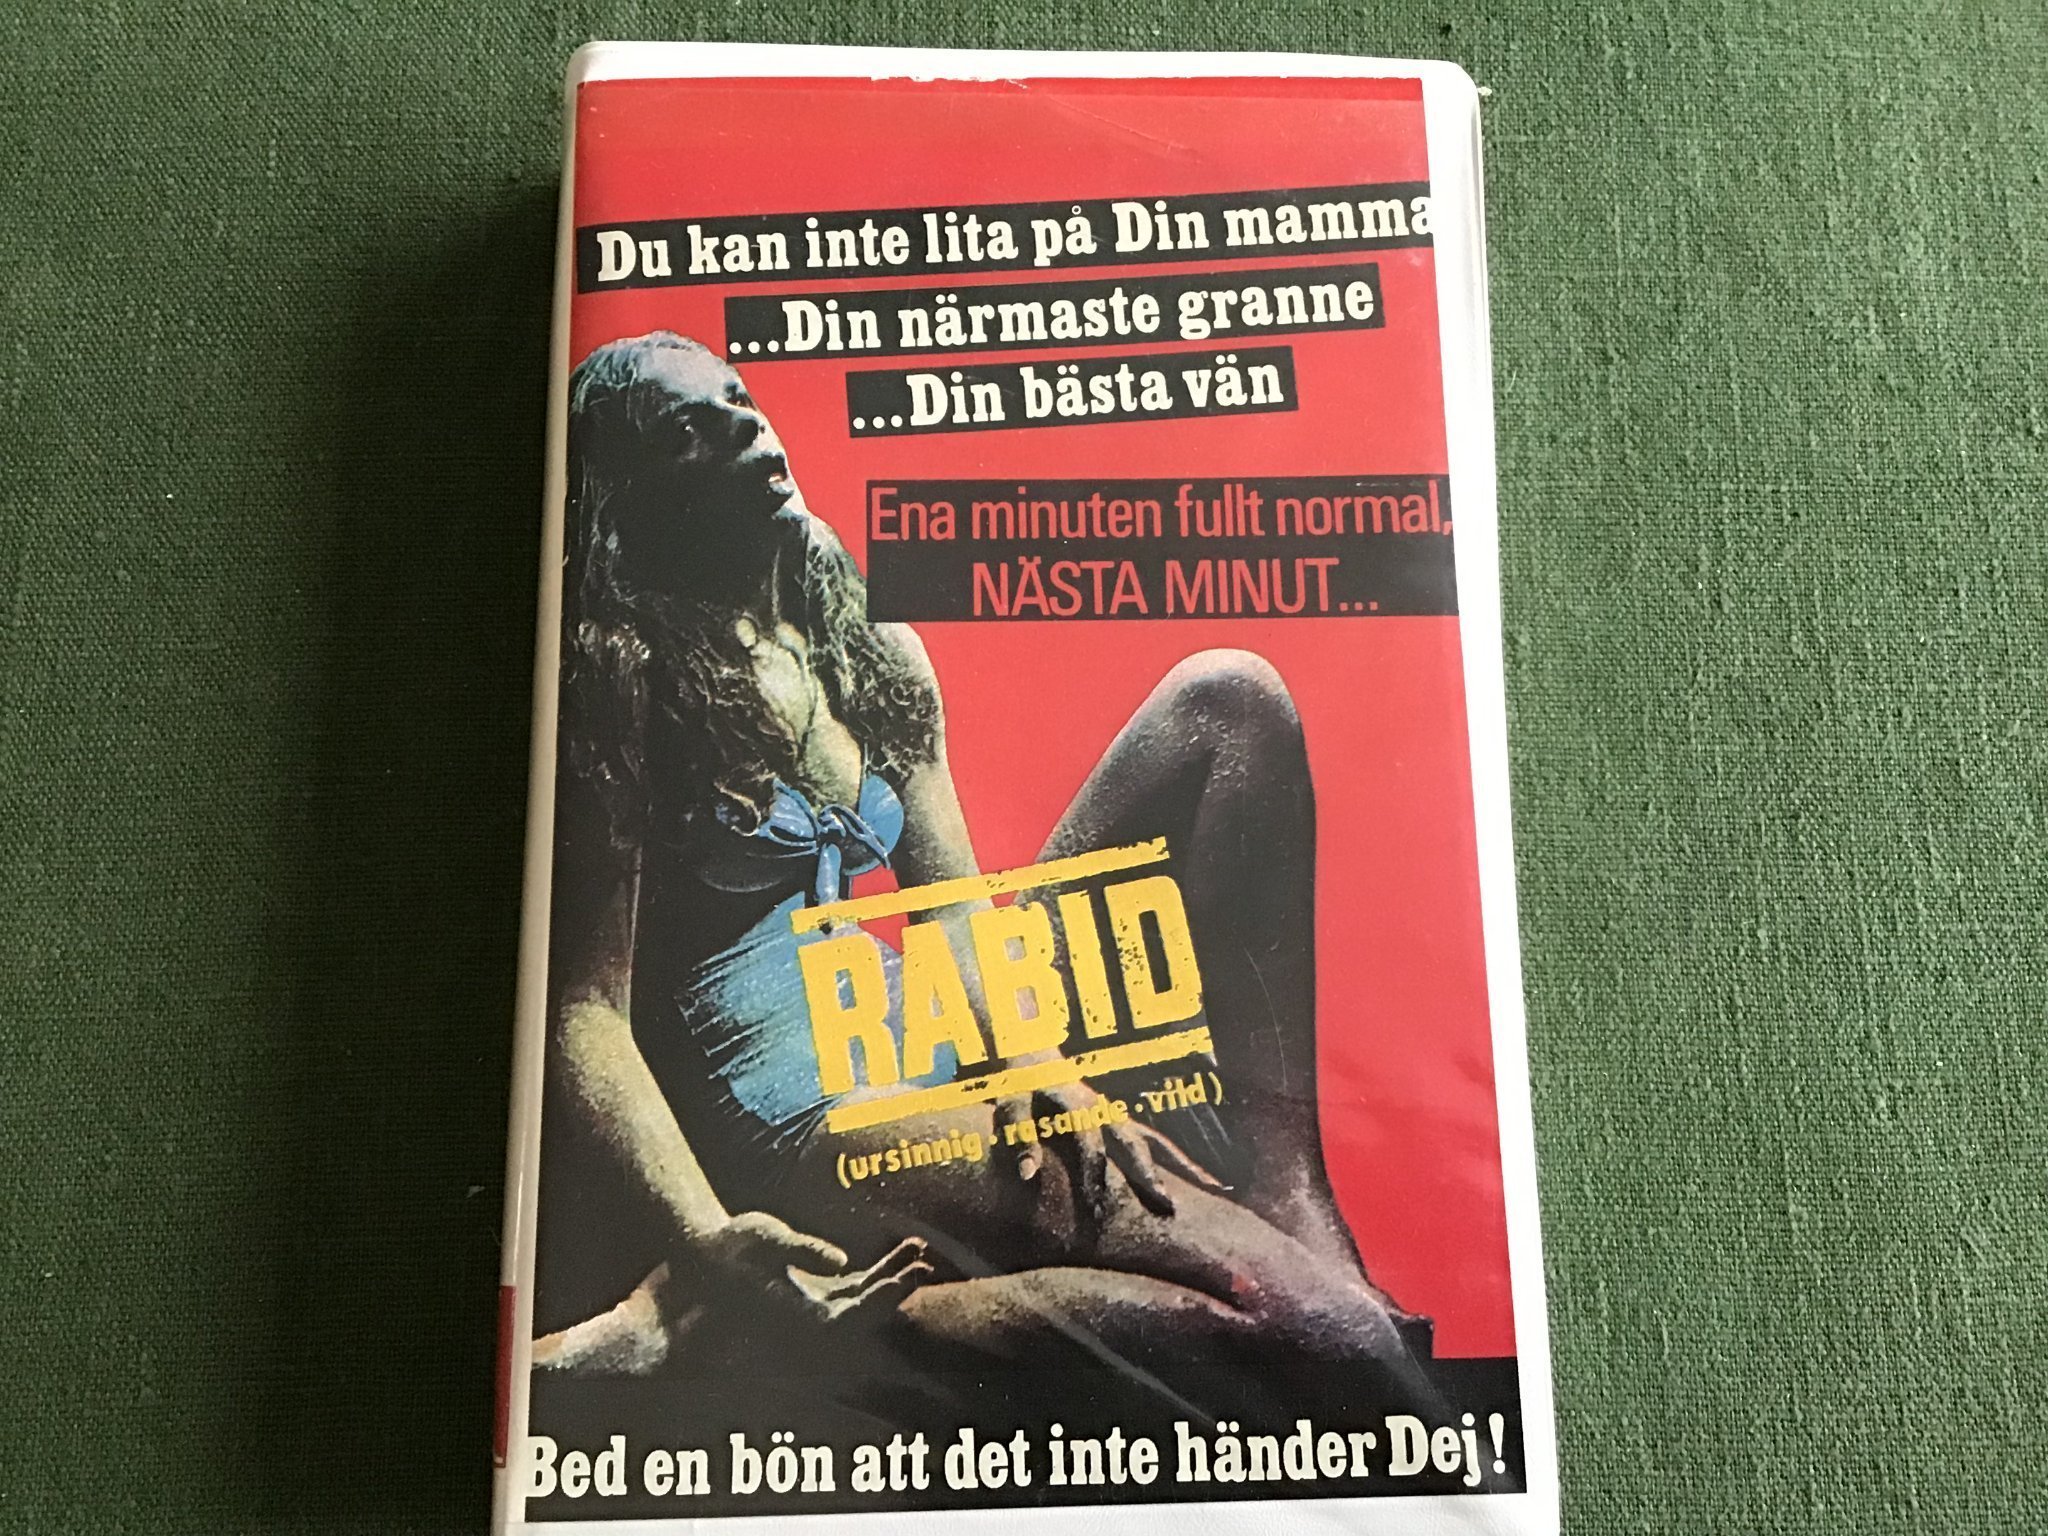 Du kan inte lita på Din mamma
...Din närmaste granne
...Din bästa vän
Ena minuten fullt normal,
NÄSTA MINUT...
RABID
(ursinnig·rasande·vild)
Bed en bön att det inte händer Dej!